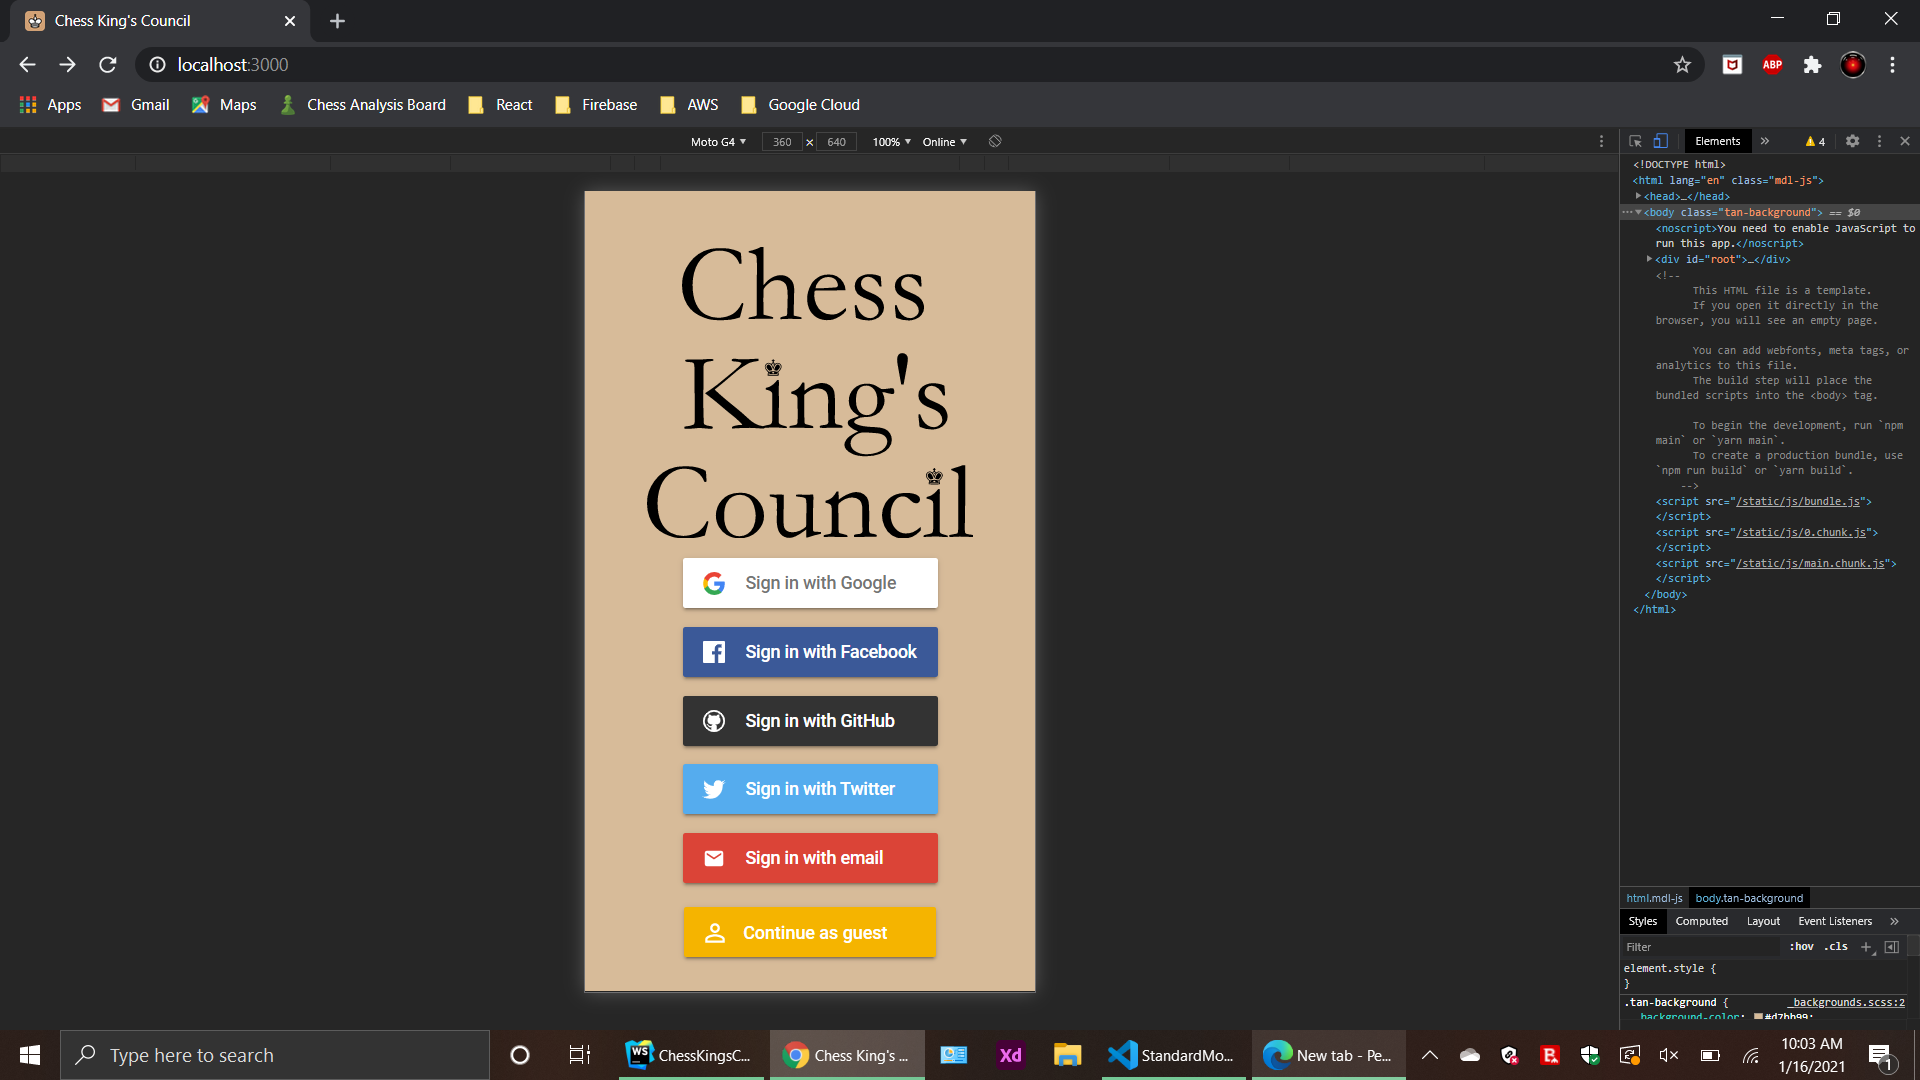 Chess King's Council
localhost:3000
Apps Gmail Maps Chess Analysis Board React Firebase AWS Google Cloud
Moto G4 360 × 640 100% Online
Elements 4
<!DOCTYPE html>
<html lang="en" class="mdl-js">
<head>…</head>
<body class="tan-background"> == $0
<noscript>You need to enable JavaScript to
run this app.</noscript>
<div id="root">…</div>
<!--
This HTML file is a template.
If you open it directly in the
browser, you will see an empty page.
You can add webfonts, meta tags, or
analytics to this file.
The build step will place the
bundled scripts into the <body> tag.
To begin the development, run `npm
main` or `yarn main`.
To create a production bundle, use
`npm run build` or `yarn build`.
-->
<script src="/static/js/bundle.js">
</script>
<script src="/static/js/0.chunk.js">
</script>
<script src="/static/js/main.chunk.js">
</script>
</body>
</html>
Chess
King's
Council
Sign in with Google
Sign in with Facebook
Sign in with GitHub
Sign in with Twitter
Sign in with email
Continue as guest
html.mdl-js body.tan-background
Styles Computed Layout Event Listeners
Filter :hov .cls
element.style {
}
.tan-background { _backgrounds.scss:2
background-color: #d7bb99;
Type here to search
ChessKingsC...
Chess King's ...
Xd
StandardMo...
New tab - Pe...
10:03 AM
1/16/2021
1